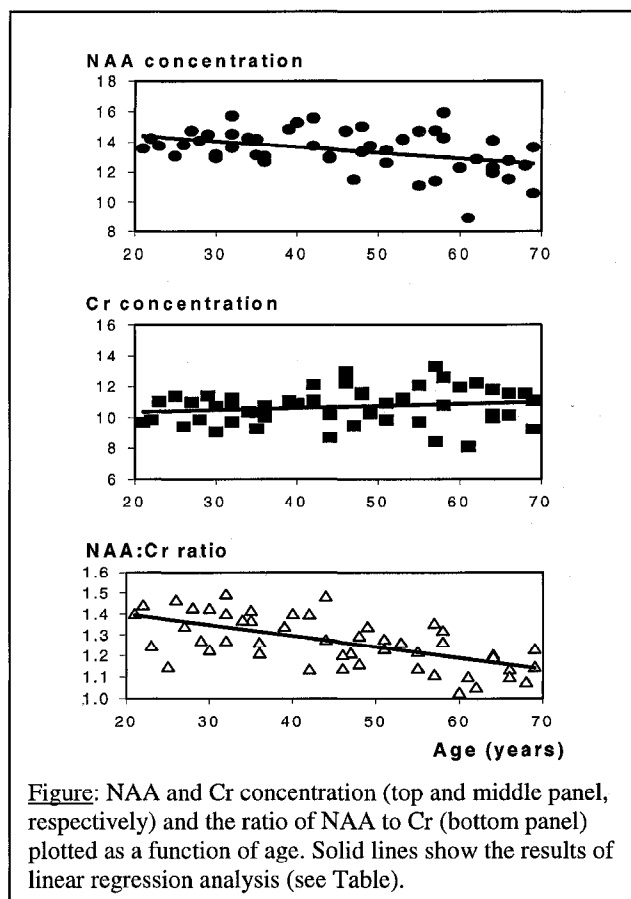 NAA concentration
18
16
14
12
10
8
20 30 40 50 60 70
Cr concentration
16
14
12
10
8
6
20 30 40 50 60 70
NAA:Cr ratio
1.6
1.5
1.4
1.3
1.2
1.1
1.0
20 30 40 50 60 70
Age (years)
Figure: NAA and Cr concentration (top and middle panel,
respectively) and the ratio of NAA to Cr (bottom panel)
plotted as a function of age. Solid lines show the results of
linear regression analysis (see Table).